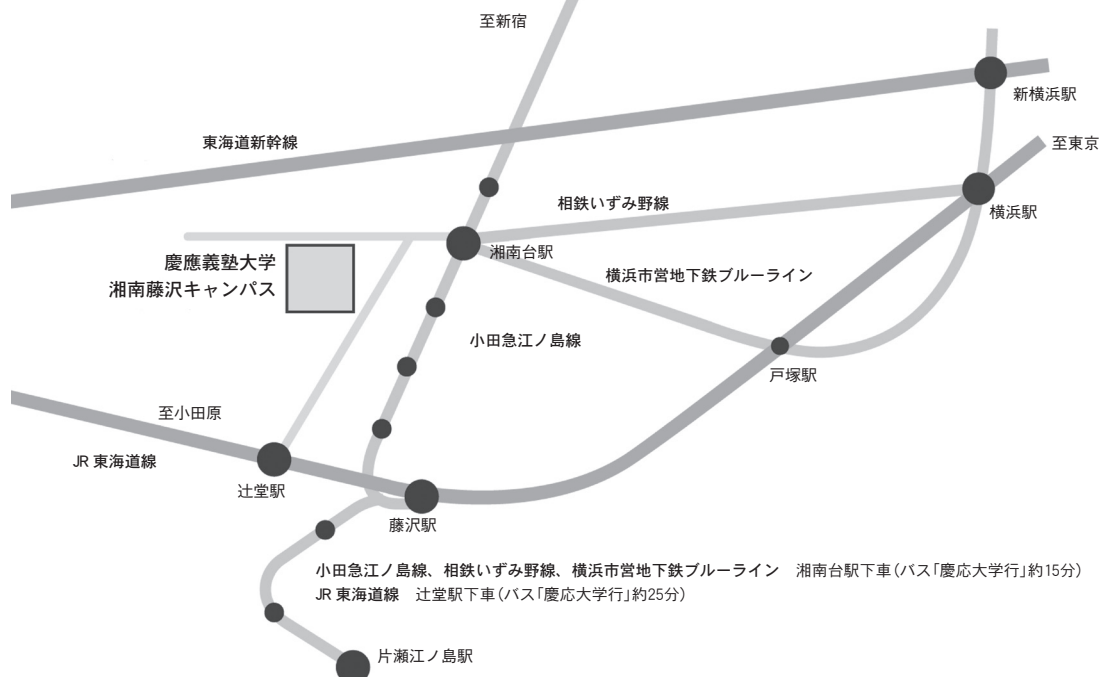 至新宿
新横浜駅
東海道新幹線
至東京
相鉄いずみ野線
横浜駅
湘南台駅
慶應義塾大学
湘南藤沢キャンパス
横浜市営地下鉄ブルーライン
小田急江ノ島線
戸塚駅
至小田原
JR 東海道線
辻堂駅
藤沢駅
小田急江ノ島線、相鉄いずみ野線、横浜市営地下鉄ブルーライン　湘南台駅下車（バス「慶応大学行」約15分）
JR 東海道線　辻堂駅下車（バス「慶応大学行」約25分）
片瀬江ノ島駅